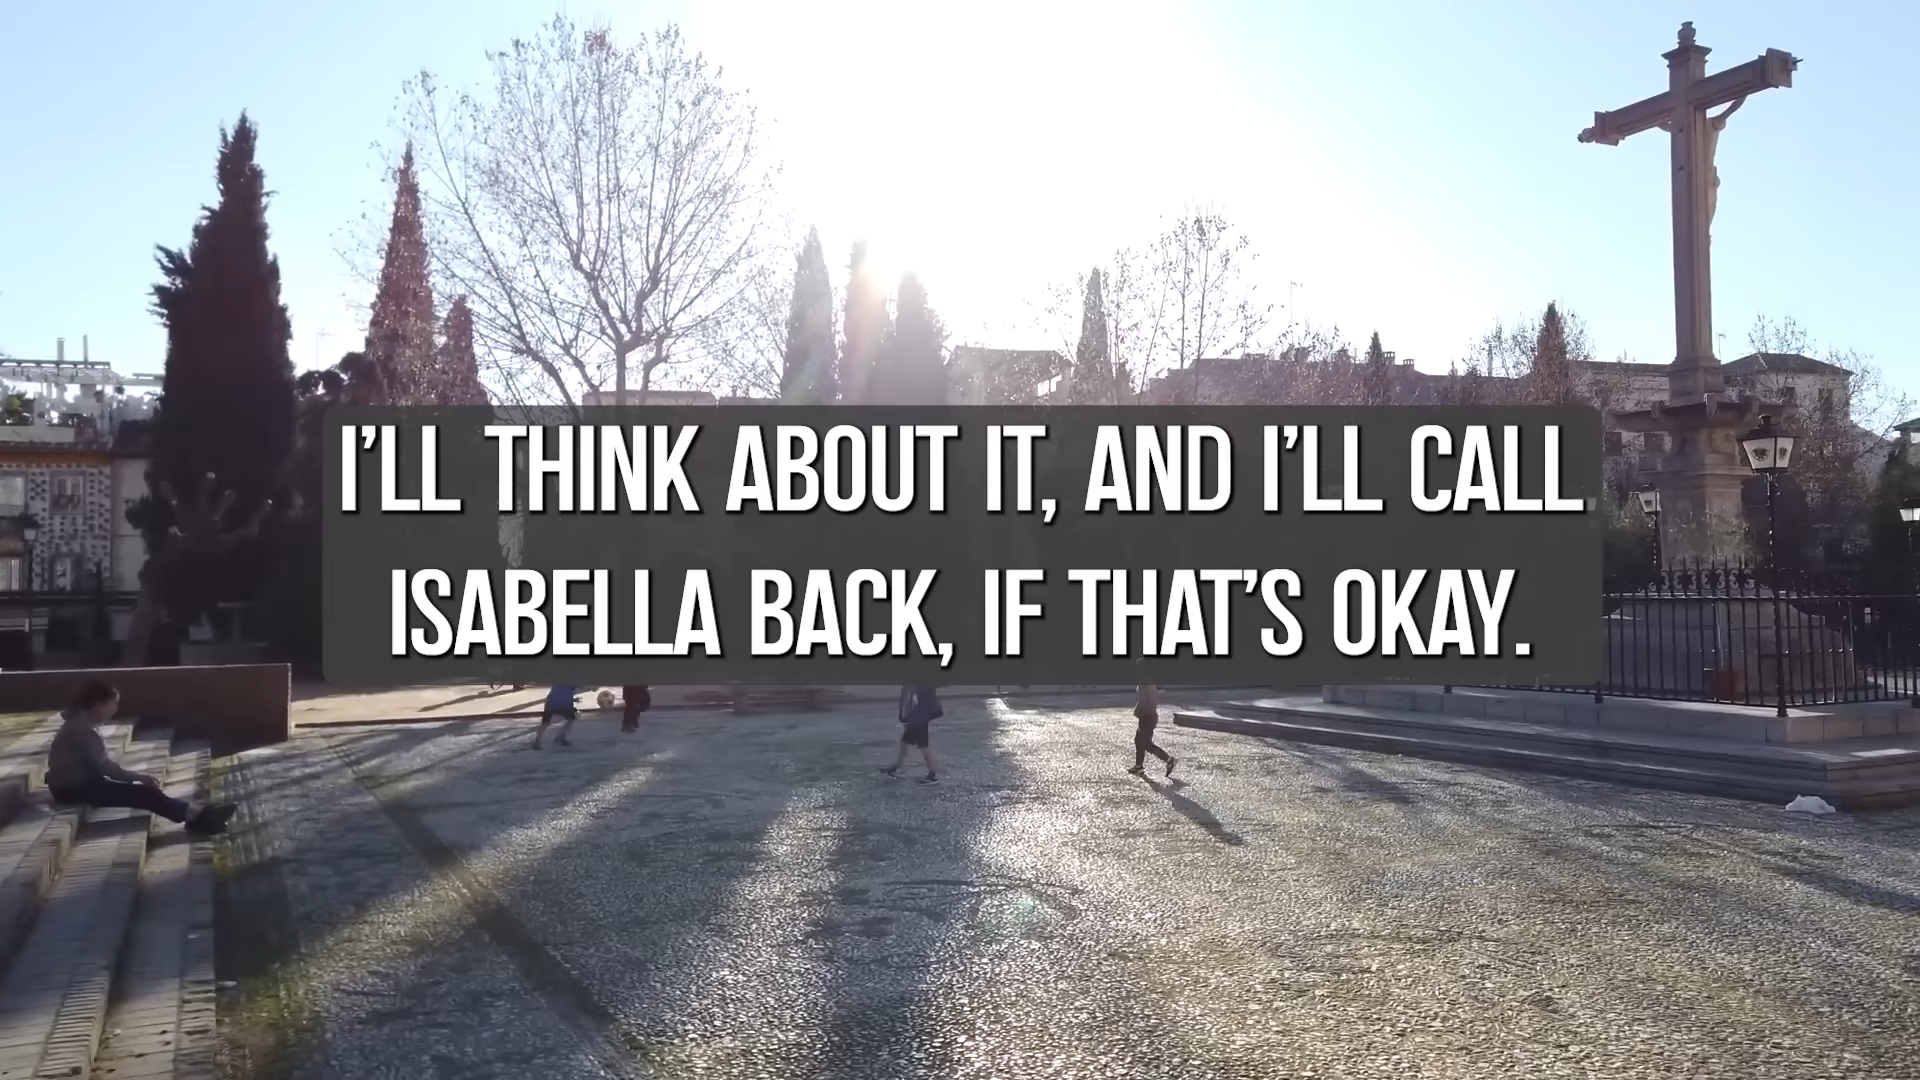 I’LL THINK ABOUT IT, AND I’LL CALL
ISABELLA BACK, IF THAT’S OKAY.